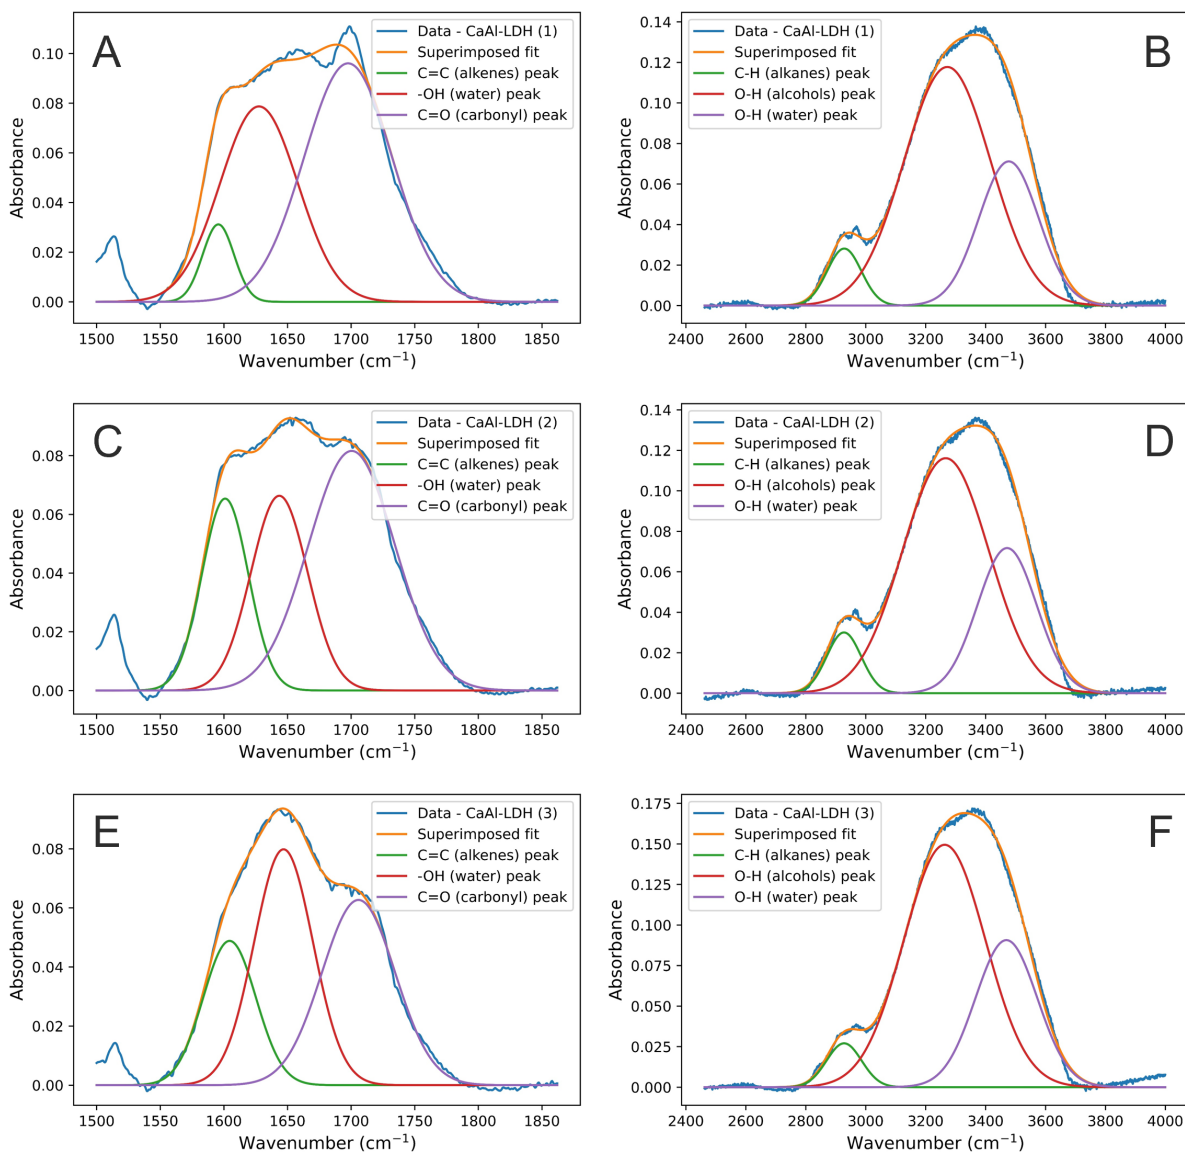 A
Data - CaAl-LDH (1)
Superimposed fit
C=C (alkenes) peak
-OH (water) peak
C=O (carbonyl) peak
0.10
0.08
0.06
0.04
0.02
0.00
Absorbance
1500 1550 1600 1650 1700 1750 1800 1850
Wavenumber (cm⁻¹)
B
Data - CaAl-LDH (1)
Superimposed fit
C-H (alkanes) peak
O-H (alcohols) peak
O-H (water) peak
0.14
0.12
0.10
0.08
0.06
0.04
0.02
0.00
Absorbance
2400 2600 2800 3000 3200 3400 3600 3800 4000
Wavenumber (cm⁻¹)
C
Data - CaAl-LDH (2)
Superimposed fit
C=C (alkenes) peak
-OH (water) peak
C=O (carbonyl) peak
0.08
0.06
0.04
0.02
0.00
Absorbance
1500 1550 1600 1650 1700 1750 1800 1850
Wavenumber (cm⁻¹)
D
Data - CaAl-LDH (2)
Superimposed fit
C-H (alkanes) peak
O-H (alcohols) peak
O-H (water) peak
0.14
0.12
0.10
0.08
0.06
0.04
0.02
0.00
Absorbance
2400 2600 2800 3000 3200 3400 3600 3800 4000
Wavenumber (cm⁻¹)
E
Data - CaAl-LDH (3)
Superimposed fit
C=C (alkenes) peak
-OH (water) peak
C=O (carbonyl) peak
0.08
0.06
0.04
0.02
0.00
Absorbance
1500 1550 1600 1650 1700 1750 1800 1850
Wavenumber (cm⁻¹)
F
Data - CaAl-LDH (3)
Superimposed fit
C-H (alkanes) peak
O-H (alcohols) peak
O-H (water) peak
0.175
0.150
0.125
0.100
0.075
0.050
0.025
0.000
Absorbance
2400 2600 2800 3000 3200 3400 3600 3800 4000
Wavenumber (cm⁻¹)